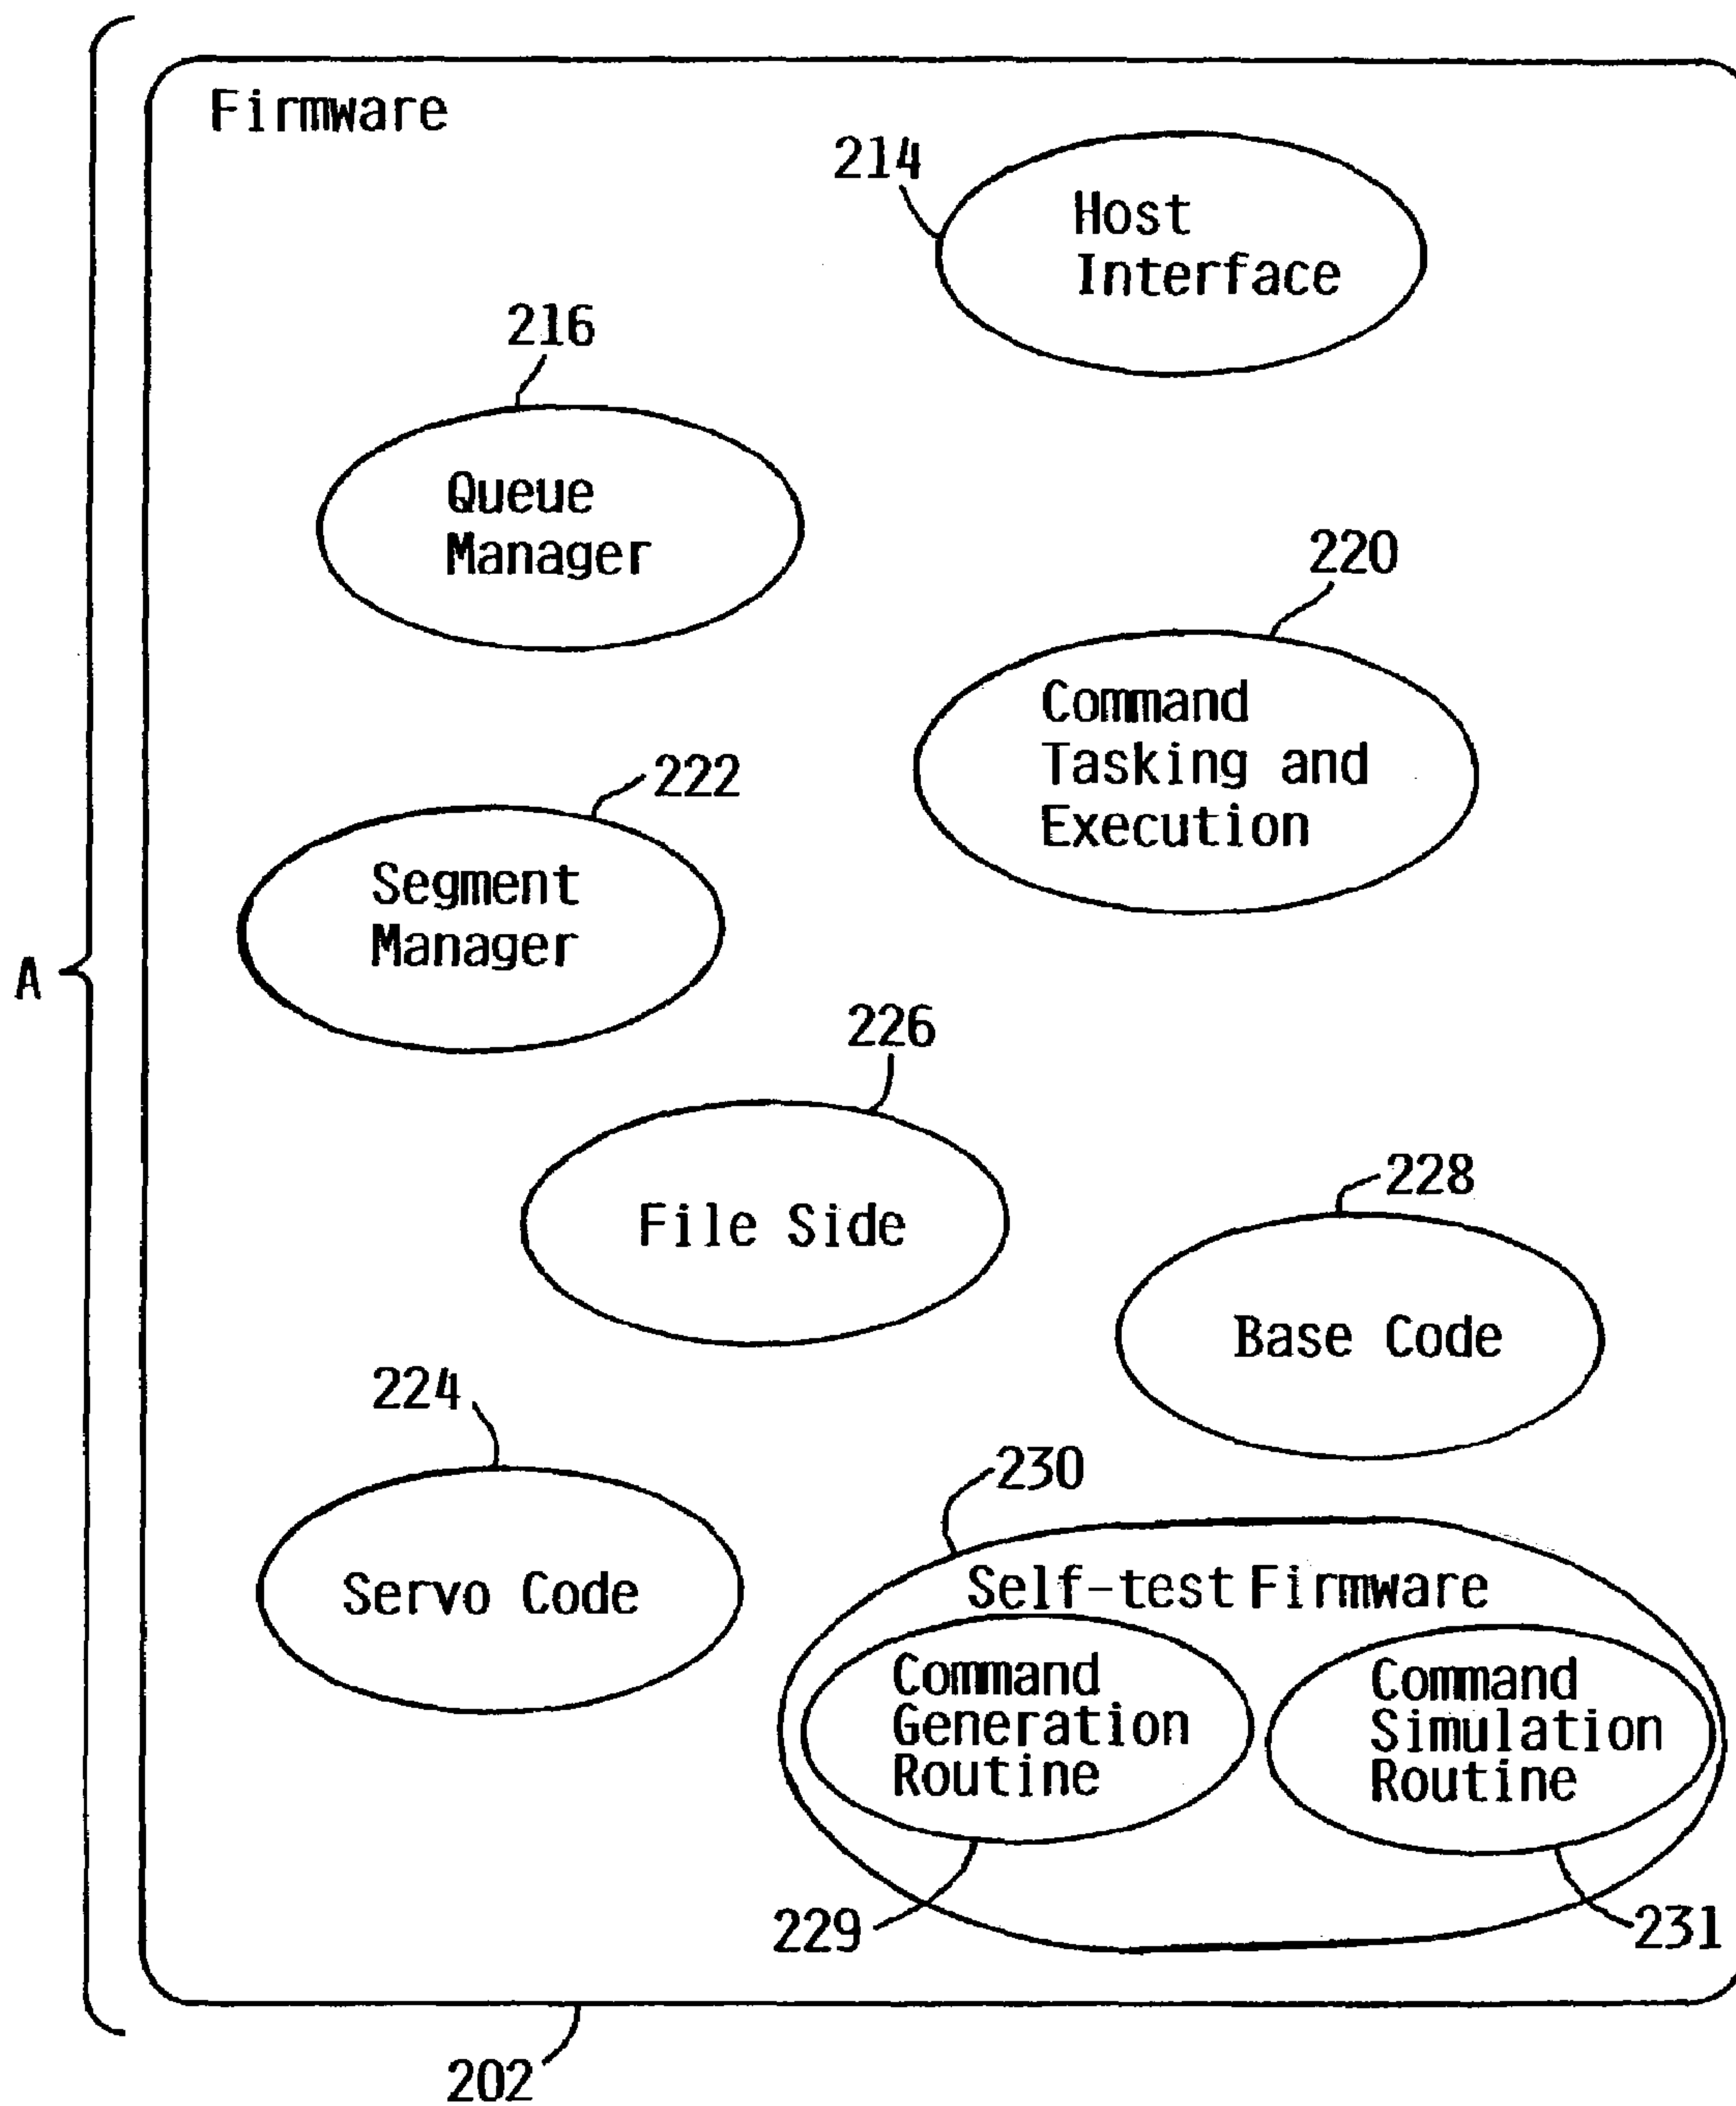 Firmware
214
Host
Interface
216
Queue
Manager
220
Command
Tasking and
Execution
222
Segment
Manager
A
226
File Side
228
Base Code
224
Servo Code
230
Self-test Firmware
Command
Generation
Routine
Command
Simulation
Routine
229
231
202